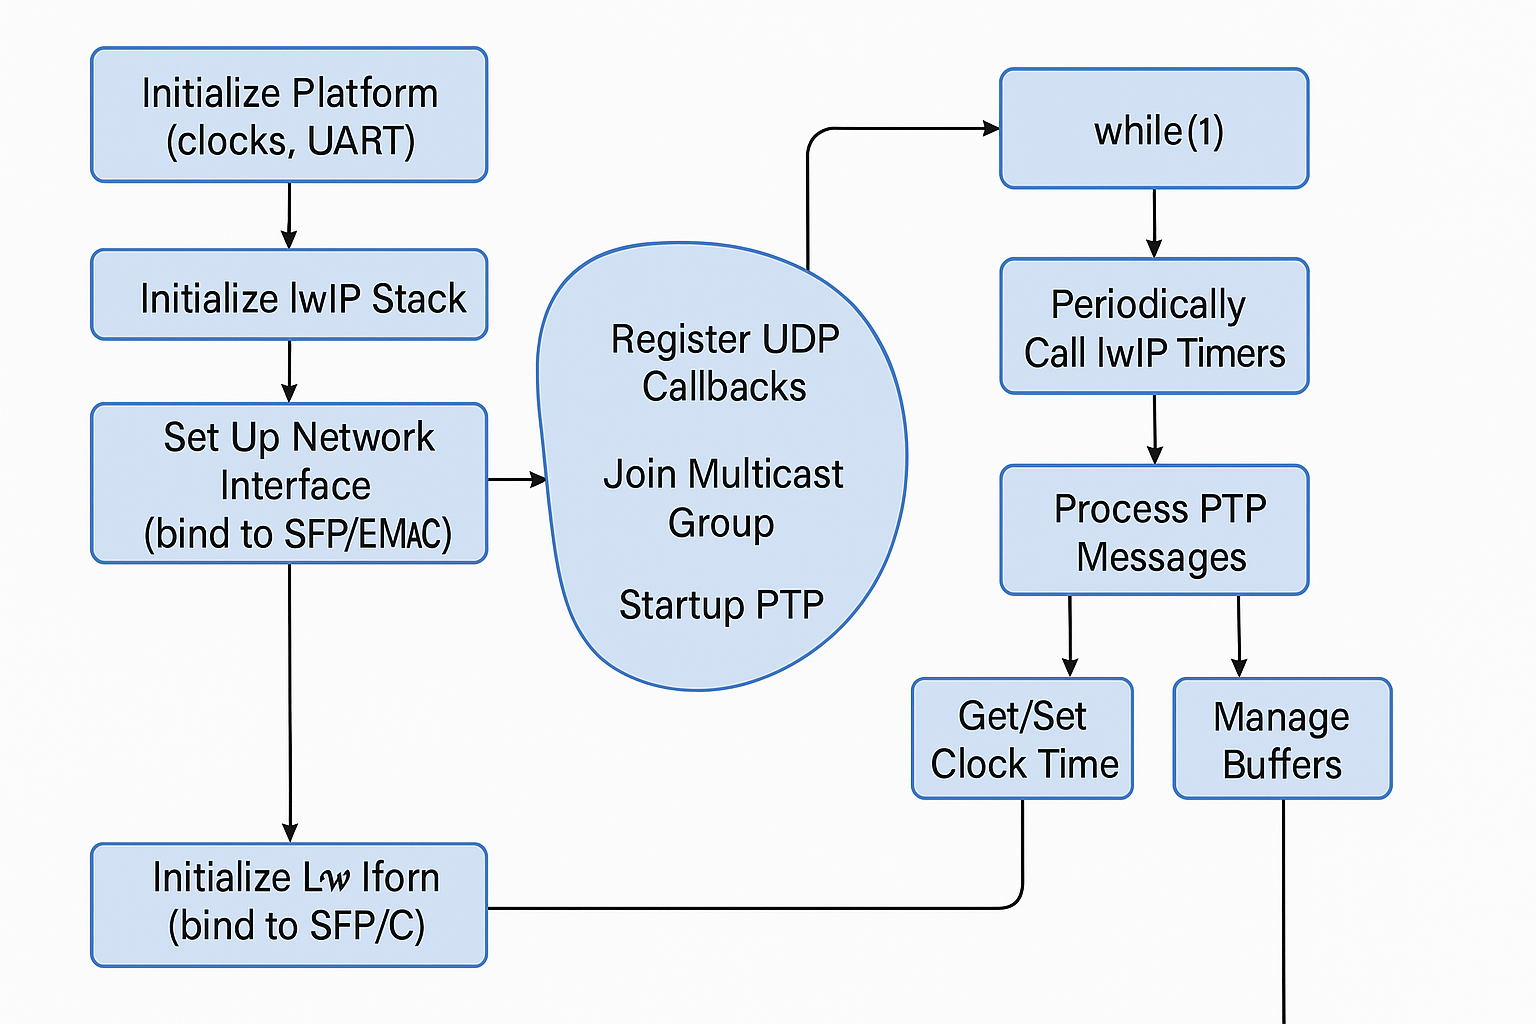 Initialize Platform
(clocks, UART)
Initialize lwIP Stack
Set Up Network
Interface
(bind to SFP/EMAC)
Initialize Lw Iforn
(bind to SFP/C)
Register UDP
Callbacks
Join Multicast
Group
Startup PTP
while(1)
Periodically
Call lwIP Timers
Process PTP
Messages
Get/Set
Clock Time
Manage
Buffers